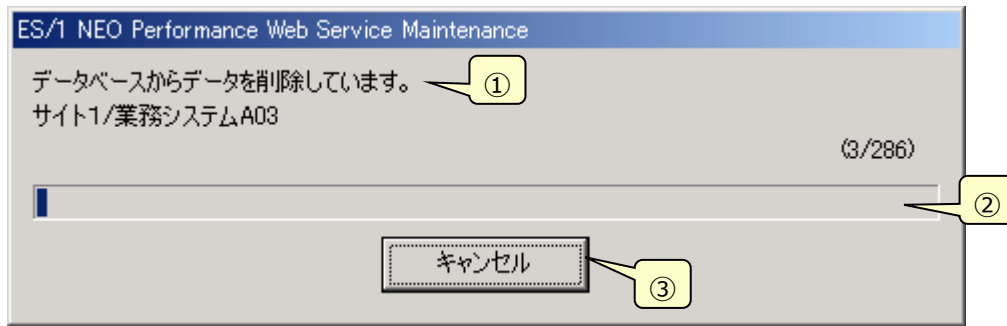 ES/1 NEO Performance Web Service Maintenance
データベースからデータを削除しています。
①
サイト1/業務システムA03
(3/286)
②
キャンセル
③